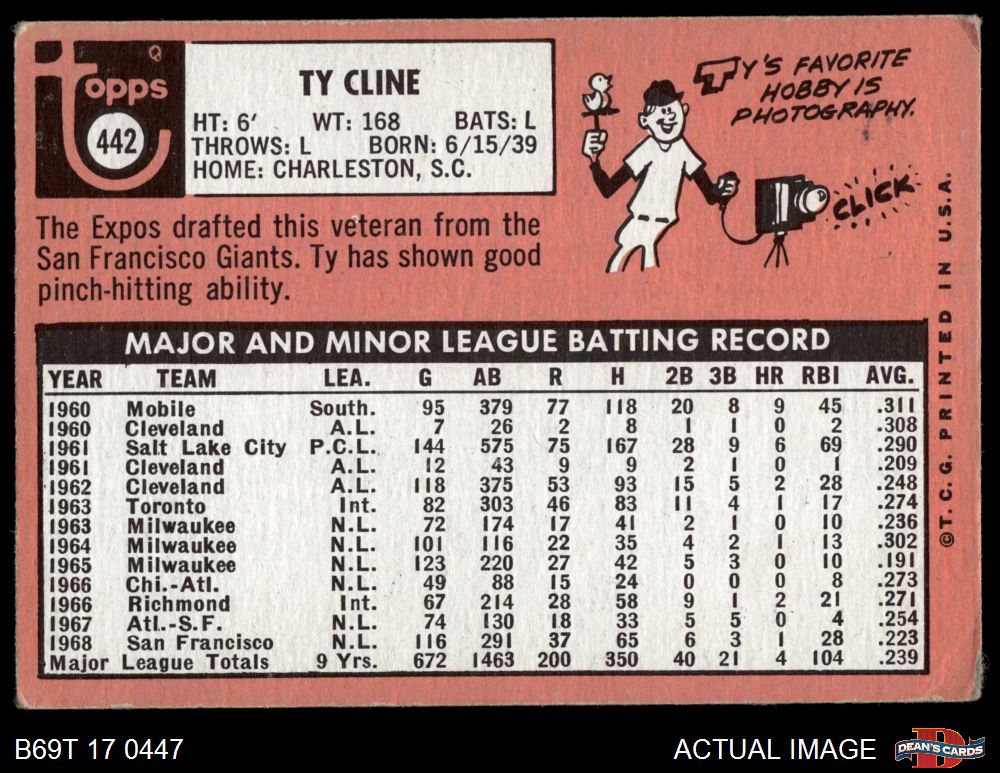 Topps
442
TY CLINE
HT: 6' WT: 168 BATS: L
THROWS: L BORN: 6/15/39
HOME: CHARLESTON, S.C.
TY'S FAVORITE
HOBBY IS
PHOTOGRAPHY.
CLICK
The Expos drafted this veteran from the
San Francisco Giants. Ty has shown good
pinch-hitting ability.
MAJOR AND MINOR LEAGUE BATTING RECORD
YEAR TEAM LEA. G AB R H 2B 3B HR RBI AVG.
1960 Mobile South. 95 379 77 118 20 8 9 45 .311
1960 Cleveland A.L. 7 26 2 8 1 1 0 2 .308
1961 Salt Lake City P.C.L. 144 575 75 167 28 9 6 69 .290
1961 Cleveland A.L. 12 43 9 9 2 1 0 1 .209
1962 Cleveland A.L. 118 375 53 93 15 5 2 28 .248
1963 Toronto Int. 82 303 46 83 11 4 1 17 .274
1963 Milwaukee N.L. 72 174 17 41 2 1 0 10 .236
1964 Milwaukee N.L. 101 116 22 35 4 2 1 13 .302
1965 Milwaukee N.L. 123 220 27 42 5 3 0 10 .191
1966 Chi.-Atl. N.L. 49 88 15 24 0 0 0 8 .273
1966 Richmond Int. 67 214 28 58 9 1 2 21 .271
1967 Atl.-S.F. N.L. 74 130 18 33 5 5 0 4 .254
1968 San Francisco N.L. 116 291 37 65 6 3 1 28 .223
Major League Totals 9 Yrs. 672 1463 200 350 40 21 4 104 .239
© T. C. G. PRINTED IN U.S.A.
B69T 17 0447
ACTUAL IMAGE
DEAN'S CARDS